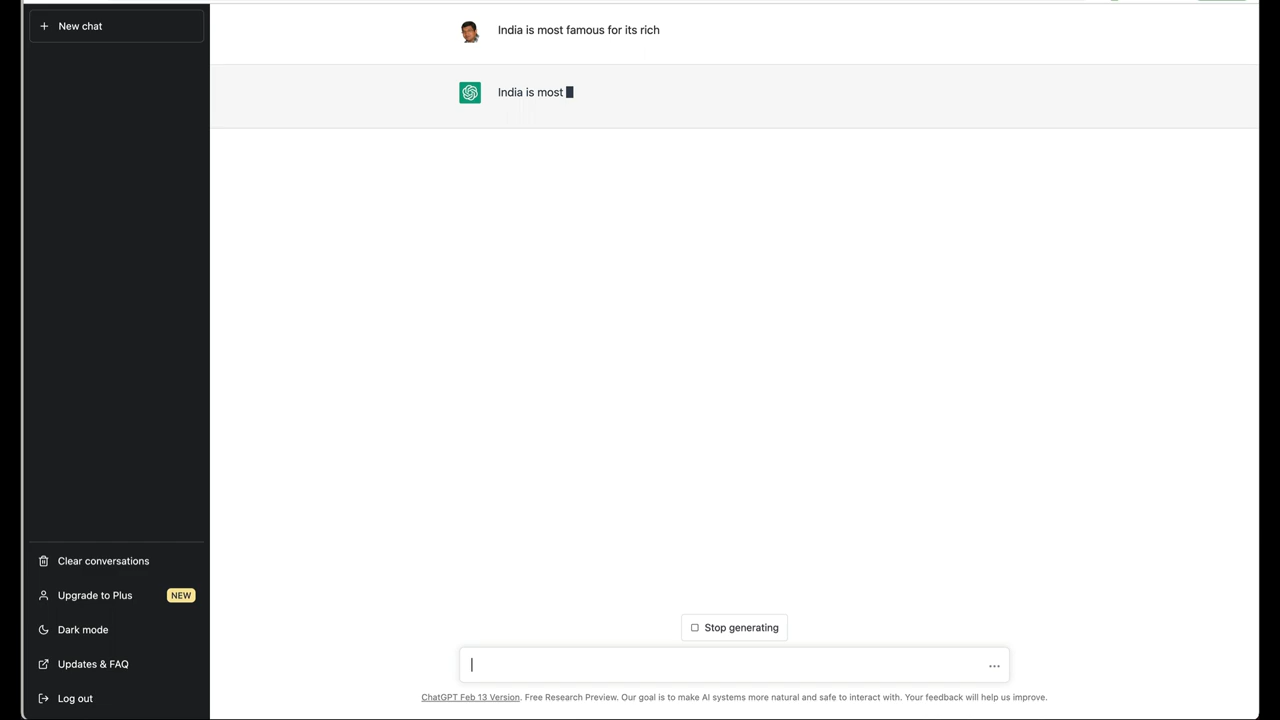 New chat
India is most famous for its rich
India is most
Clear conversations
Upgrade to Plus NEW
Dark mode
Updates & FAQ
Log out
Stop generating
ChatGPT Feb 13 Version. Free Research Preview. Our goal is to make AI systems more natural and safe to interact with. Your feedback will help us improve.